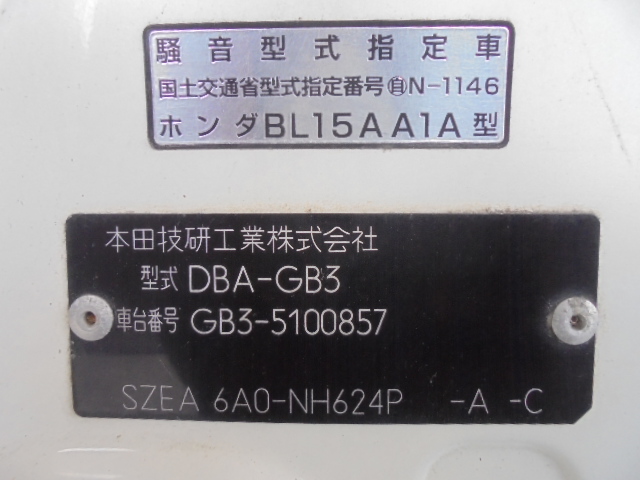 騒音型式指定車
国土交通省型式指定番号㊐N-1146
ホンダBL15AA1A型
本田技研工業株式会社
型式 DBA-GB3
車台番号 GB3-5100857
SZEA 6A0-NH624P -A -C